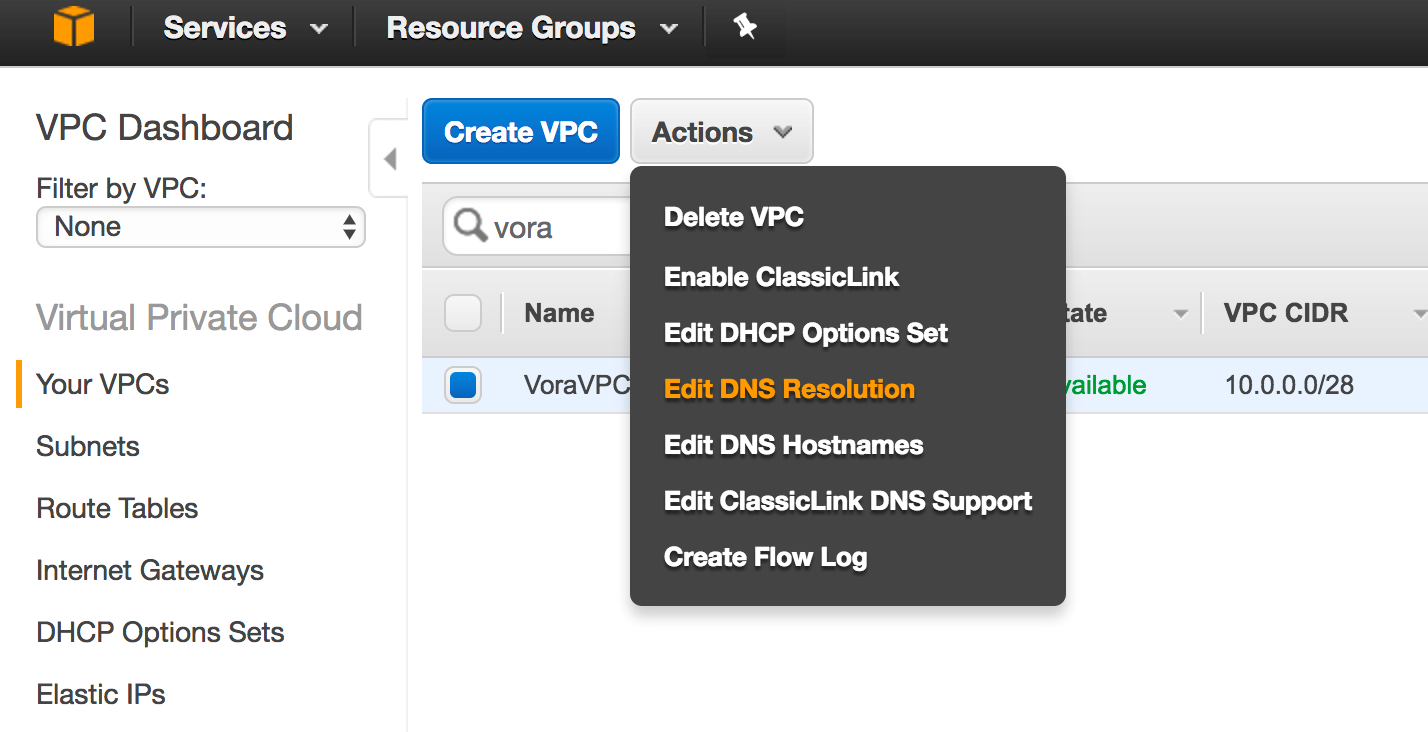 Services
Resource Groups
VPC Dashboard
Filter by VPC:
None
Virtual Private Cloud
Your VPCs
Subnets
Route Tables
Internet Gateways
DHCP Options Sets
Elastic IPs
Create VPC
Actions
vora
Delete VPC
Enable ClassicLink
Edit DHCP Options Set
Edit DNS Resolution
Edit DNS Hostnames
Edit ClassicLink DNS Support
Create Flow Log
Name tate VPC CIDR
VoraVPC vailable 10.0.0.0/28